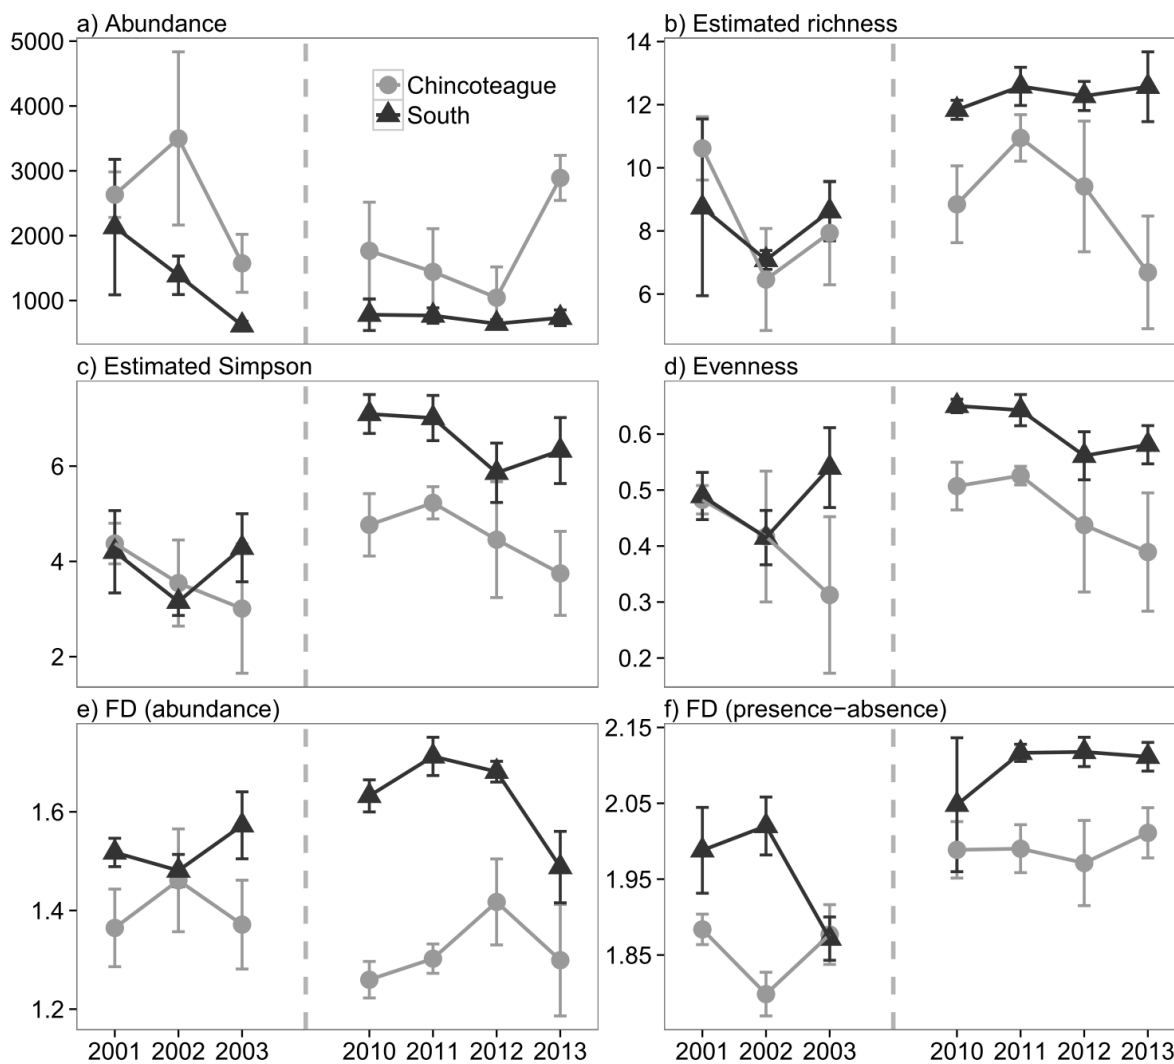 a) Abundance
5000
4000
3000
2000
1000
Chincoteague
South
b) Estimated richness
14
12
10
8
6
c) Estimated Simpson
6
4
2
d) Evenness
0.6
0.5
0.4
0.3
0.2
e) FD (abundance)
1.6
1.4
1.2
2001 2002 2003 2010 2011 2012 2013
f) FD (presence−absence)
2.15
2.05
1.95
1.85
2001 2002 2003 2010 2011 2012 2013